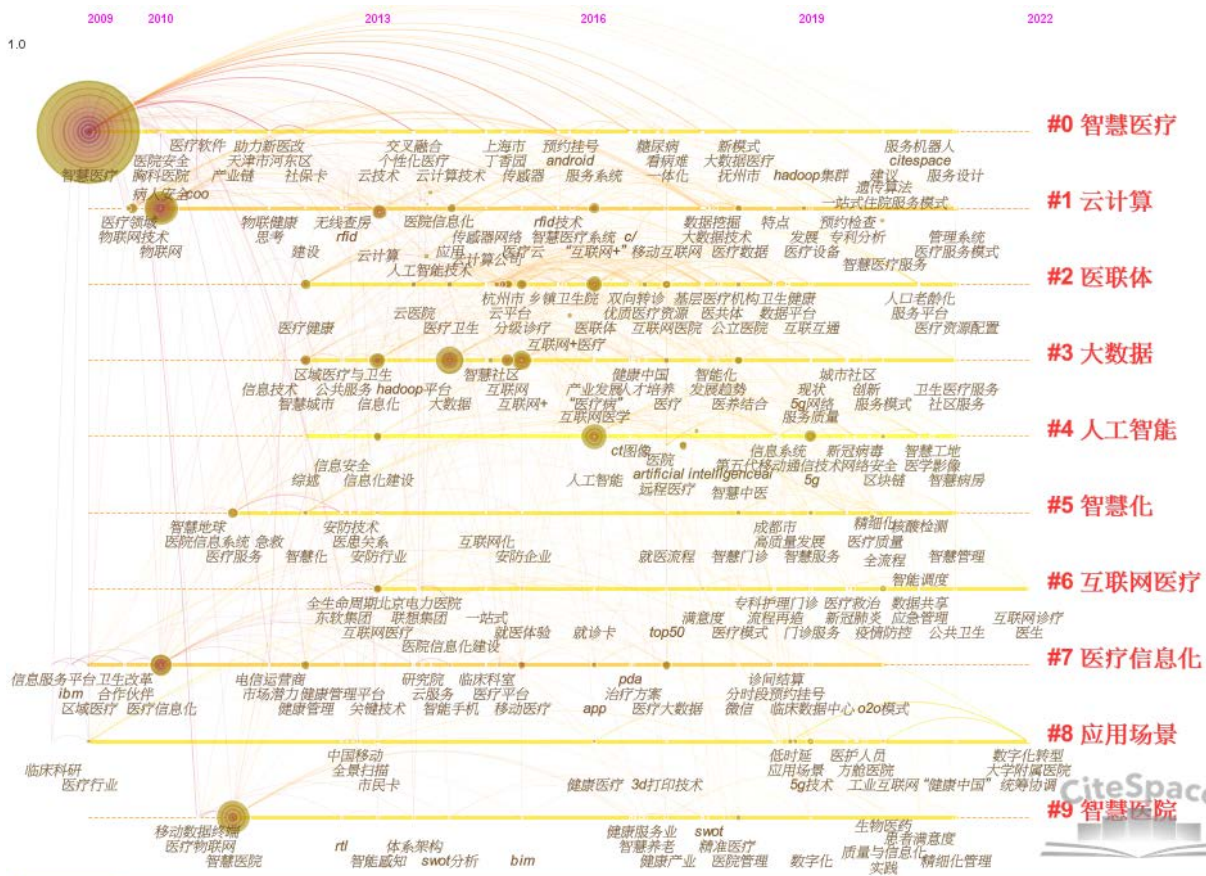 2009 2010 2013 2016 2019 2022
1.0
#0 智慧医疗
医疗软件 助力新医改 交叉融合 上海市 预约挂号 糖尿病 新模式 服务机器人
医院安全 天津市河东区 个性化医疗 丁香园 android 看病难 大数据医疗 citespace
智慧医疗 胸科医院 产业链 社保卡 云技术 云计算技术 传感器 服务系统 一体化 抚州市 hadoop集群 建议 服务设计
遗传算法
病人安全 coo 一站式住院服务模式
#1 云计算
医疗领域 物联健康 无线查房 医院信息化 rfid技术 数据挖掘 特点 预约检查
物联网技术 思考 rfid 传感器网络 智慧医疗系统 c/ 大数据技术 发展 专利分析 管理系统
物联网 建设 云计算 应用 医疗云 "互联网+" 移动互联网 医疗数据 医疗设备 医疗服务模式
云计算公司
人工智能技术 智慧医疗服务
#2 医联体
杭州市 乡镇卫生院 双向转诊 基层医疗机构 卫生健康 人口老龄化
云医院 云平台 优质医疗资源 医共体 数据平台 服务平台
医疗健康 医疗卫生 分级诊疗 医联体 互联网医院 公立医院 互联互通 医疗资源配置
互联网+医疗
#3 大数据
区域医疗与卫生 智慧社区 健康中国 智能化 城市社区
信息技术 公共服务 hadoop平台 互联网 产业发展 人才培养 发展趋势 现状 创新 卫生医疗服务
智慧城市 信息化 大数据 互联网+ "医疗病" 医疗 医养结合 5g网络 服务模式 社区服务
互联网医学 服务质量
#4 人工智能
ct图像 信息系统 新冠病毒 智慧工地
医院
信息安全 artificial intelligenceai 第五代移动通信技术 网络安全 医学影像
综述 信息化建设 人工智能 远程医疗 5g 区块链 智慧病房
智慧中医
#5 智慧化
智慧地球 安防技术 成都市 精细化 核酸检测
医院信息系统 急救 医患关系 互联网化 高质量发展 医疗质量
医疗服务 智慧化 安防行业 安防企业 就医流程 智慧门诊 智慧服务 全流程 智慧管理
智能调度
#6 互联网医疗
全生命周期 北京电力医院 专科护理门诊 医疗救治 数据共享
东软集团 联想集团 一站式 满意度 流程再造 新冠肺炎 应急管理 互联网诊疗
互联网医疗 就医体验 就诊卡 top50 医疗模式 门诊服务 疫情防控 公共卫生 医生
医院信息化建设
#7 医疗信息化
信息服务平台 卫生改革 电信运营商 研究院 临床科室 pda 诊间结算
ibm 合作伙伴 市场潜力 健康管理平台 云服务 医疗平台 治疗方案 分时段预约挂号
区域医疗 医疗信息化 健康管理 关键技术 智能手机 移动医疗 app 医疗大数据 微信 临床数据中心 o2o模式
#8 应用场景
中国移动 低时延 医护人员 数字化转型
临床科研 全景扫描 应用场景 方舱医院 大学附属医院
医疗行业 市民卡 健康医疗 3d打印技术 5g技术 工业互联网 "健康中国" 统筹协调
CiteSpace
#9 智慧医院
移动数据终端 健康服务业 swot 生物医药
患者满意度
医疗物联网 rtl 体系架构 智慧养老 精准医疗 质量与信息化
智慧医院 智能感知 swot分析 bim 健康产业 医院管理 数字化 实践 精细化管理